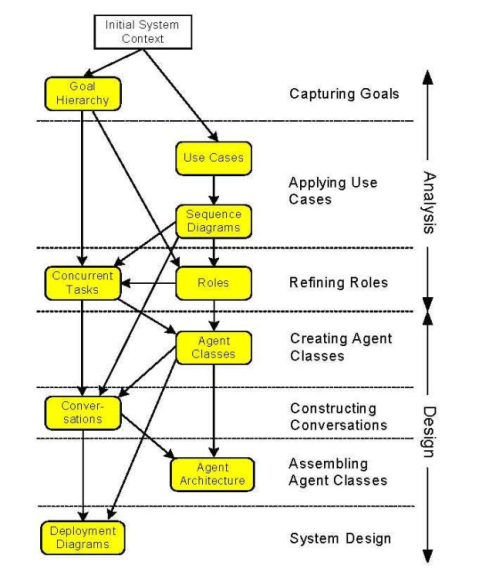 Initial System
Context
Goal
Hierarchy
Capturing Goals
Use Cases
Applying Use
Cases
Sequence
Diagrams
Analysis
Concurrent
Tasks
Roles
Refining Roles
Agent
Classes
Creating Agent
Classes
Conver-
sations
Constructing
Conversations
Design
Agent
Architecture
Assembling
Agent Classes
Deployment
Diagrams
System Design